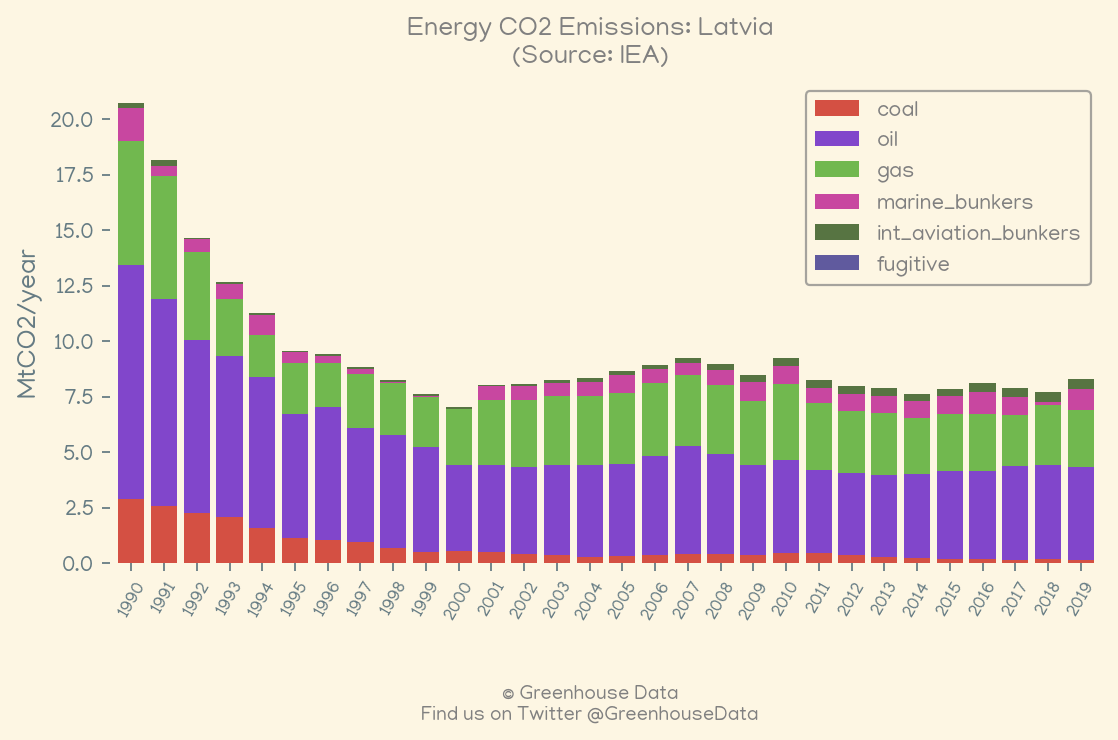 Energy CO2 Emissions: Latvia
(Source: IEA)
MtCO2/year
20.0
17.5
15.0
12.5
10.0
7.5
5.0
2.5
0.0
coal
oil
gas
marine_bunkers
int_aviation_bunkers
fugitive
1990 1991 1992 1993 1994 1995 1996 1997 1998 1999 2000 2001 2002 2003 2004 2005 2006 2007 2008 2009 2010 2011 2012 2013 2014 2015 2016 2017 2018 2019
© Greenhouse Data
Find us on Twitter @GreenhouseData